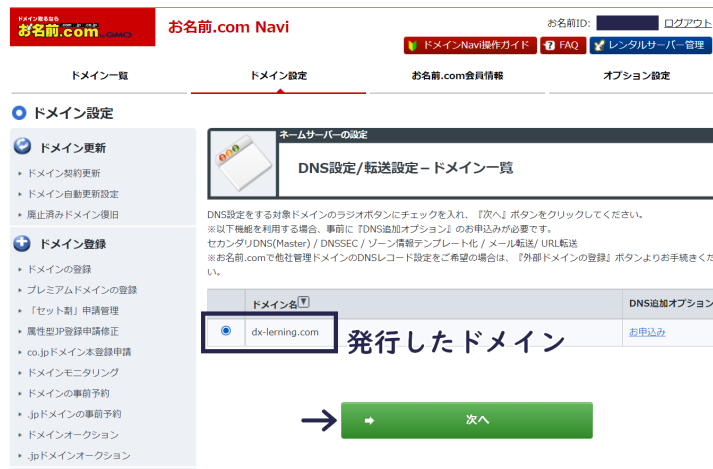 ドメイン取るなら
お名前.com
by GMO
お名前.com Navi
お名前ID:
ログアウト
ドメインNavi操作ガイド
? FAQ
レンタルサーバー管理
ドメイン一覧
ドメイン設定
お名前.com会員情報
オプション設定
ドメイン設定
ドメイン更新
ドメイン契約更新
ドメイン自動更新設定
廃止済みドメイン復旧
ドメイン登録
ドメインの登録
プレミアムドメインの登録
「セット割」申請管理
属性型JP登録申請修正
co.jpドメイン本登録申請
ドメインモニタリング
ドメインの事前予約
.jpドメインの事前予約
ドメインオークション
.jpドメインオークション
ネームサーバーの設定
DNS設定/転送設定－ドメイン一覧
DNS設定をする対象ドメインのラジオボタンにチェックを入れ、『次へ』ボタンをクリックしてください。
※以下機能を利用する場合、事前に『DNS追加オプション』のお申込みが必要です。
セカンダリDNS(Master) / DNSSEC / ゾーン情報テンプレート化 / メール転送/ URL転送
※お名前.comで他社管理ドメインのDNSレコード設定をご希望の場合は、『外部ドメインの登録』ボタンよりお手続きくだ
い。
ドメイン名
DNS追加オプション
dx-lerning.com
お申込み
発行したドメイン
→
次へ